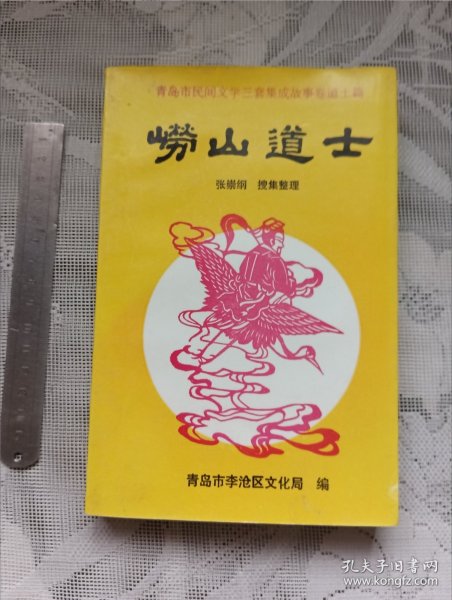 青岛市民间文学三套集成故事卷道士篇
崂山道士
张崇纲 搜集整理
青岛市李沧区文化局 编
孔夫子旧书网
www.kongfz.com